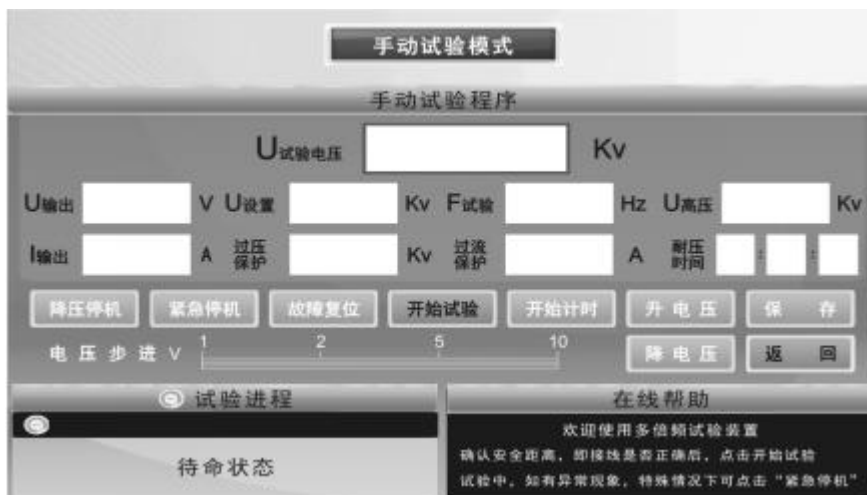 手动试验模式
手动试验程序
U试验电压 Kv
U输出 V U设置 Kv F试验 Hz U高压 Kv
I输出 A 过压保护 Kv 过流保护 A 耐压时间 : :
降压停机 紧急停机 故障复位 开始试验 开始计时 升电压 保存
电压步进V 1 2 5 10 降电压 返回
试验进程 在线帮助
欢迎使用多倍频试验装置
确认安全距离，即接线是否正确后，点击开始试验
待命状态
试验中，如有异常现象，特殊情况下可点击“紧急停机”